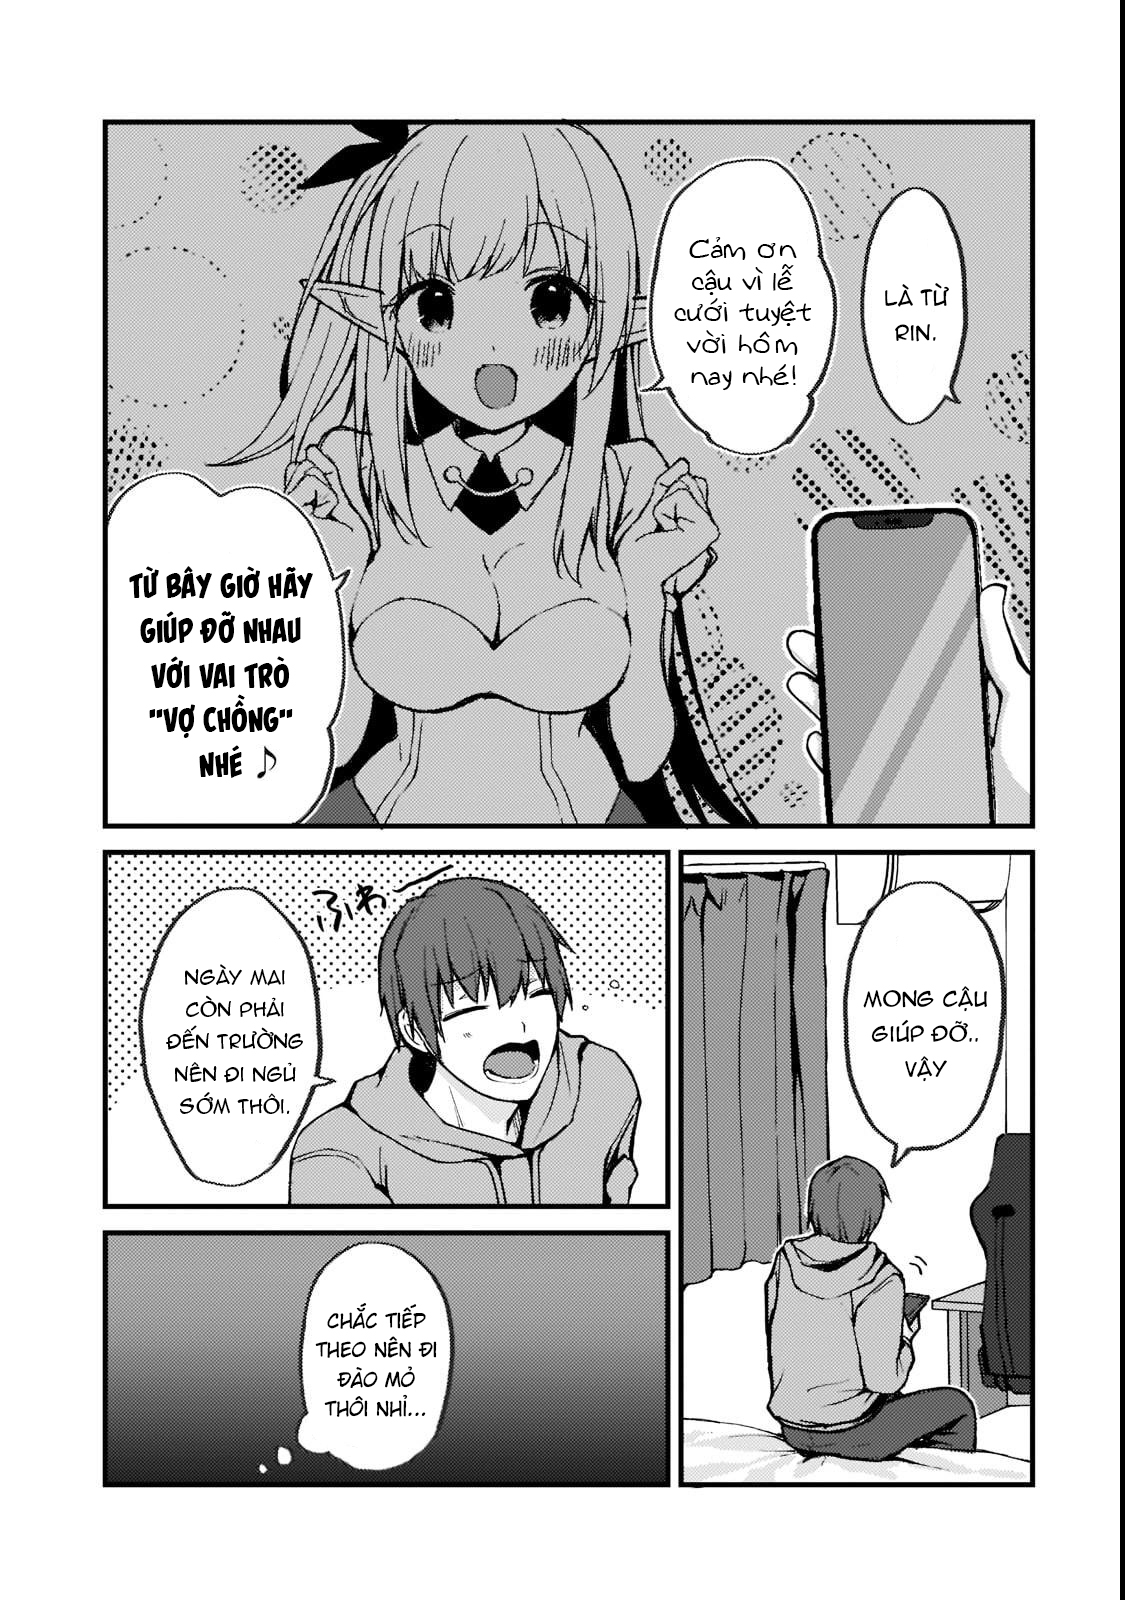 LÀ TỪ
RIN.
Cảm ơn
cậu vì lễ
cưới tuyệt
vời hôm
nay nhé!
TỪ BÂY GIỜ HÃY
GIÚP ĐỠ NHAU
VỚI VAI TRÒ
"VỢ CHỒNG"
NHÉ ♪
MONG CẬU
GIÚP ĐỠ..
VẬY
ふわー
NGÀY MAI
CÒN PHẢI
ĐẾN TRƯỜNG
NÊN ĐI NGỦ
SỚM THÔI.
CHẮC TIẾP
THEO NÊN ĐI
ĐÀO MỎ
THÔI NHỈ...